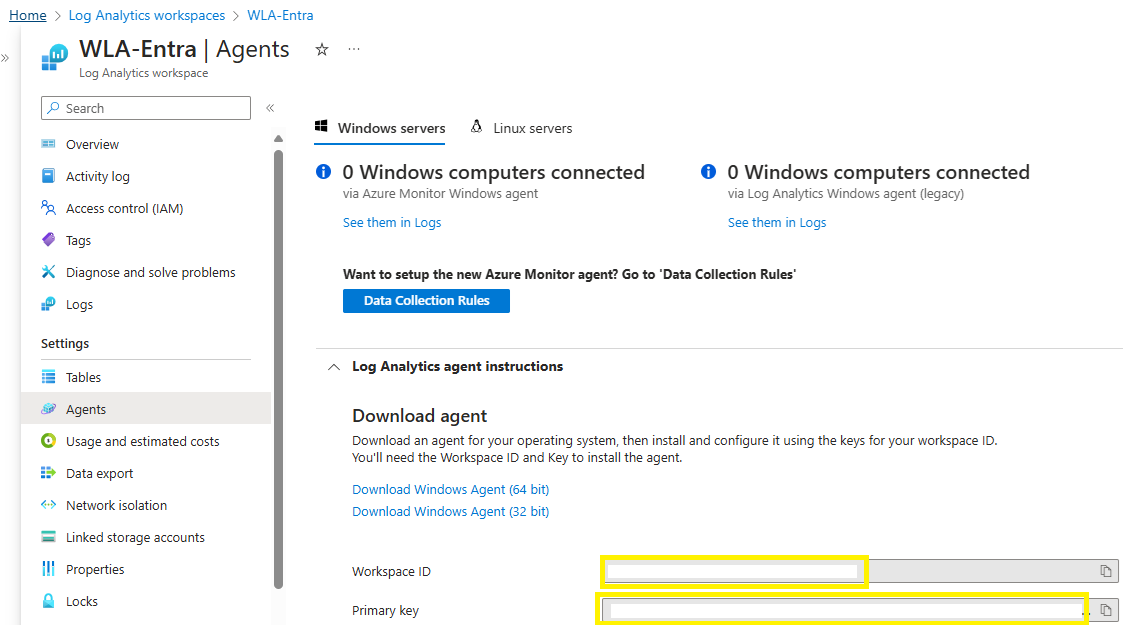 Home > Log Analytics workspaces > WLA-Entra
WLA-Entra | Agents
Log Analytics workspace
Search
Overview
Activity log
Access control (IAM)
Tags
Diagnose and solve problems
Logs
Settings
Tables
Agents
Usage and estimated costs
Data export
Network isolation
Linked storage accounts
Properties
Locks
Windows servers Linux servers
0 Windows computers connected
via Azure Monitor Windows agent
See them in Logs
0 Windows computers connected
via Log Analytics Windows agent (legacy)
See them in Logs
Want to setup the new Azure Monitor agent? Go to 'Data Collection Rules'
Data Collection Rules
Log Analytics agent instructions
Download agent
Download an agent for your operating system, then install and configure it using the keys for your workspace ID.
You'll need the Workspace ID and Key to install the agent.
Download Windows Agent (64 bit)
Download Windows Agent (32 bit)
Workspace ID
Primary key